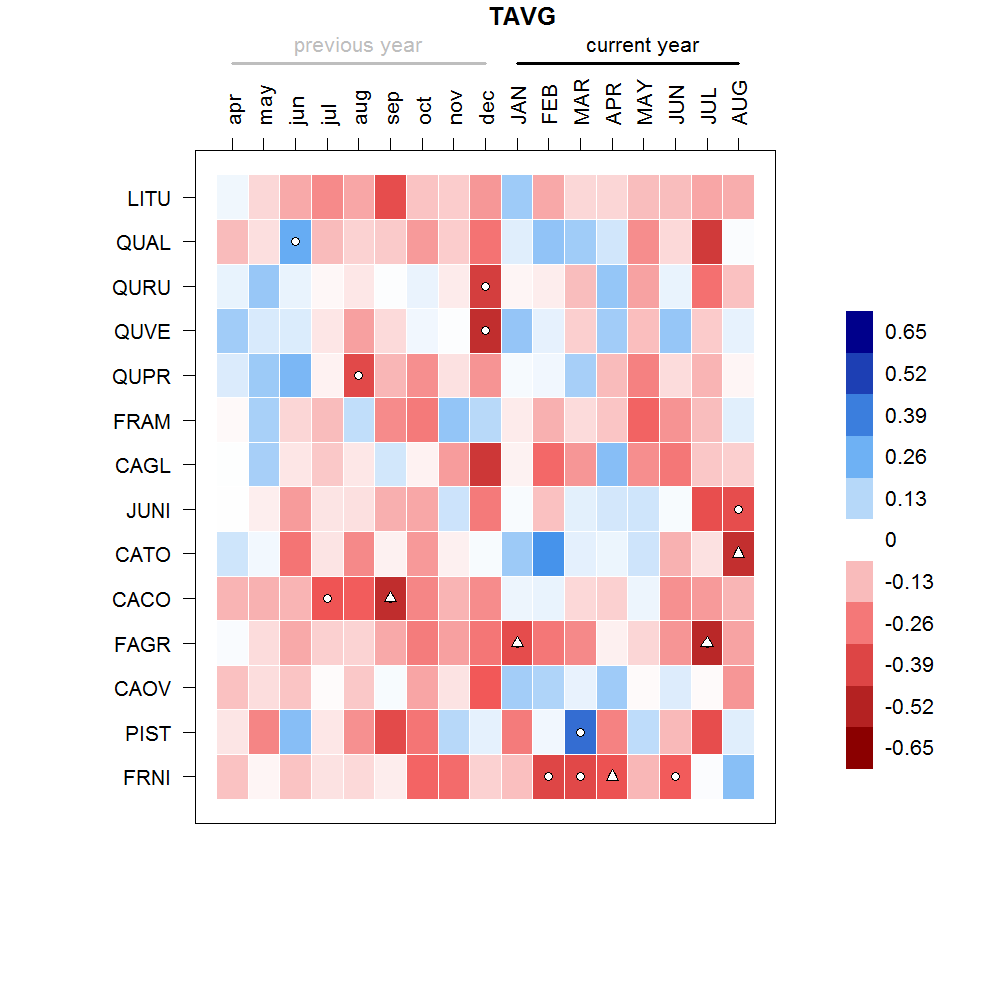 TAVG
previous year current year
apr may jun jul aug sep oct nov dec JAN FEB MAR APR MAY JUN JUL AUG
LITU
QUAL
QURU
QUVE
QUPR
FRAM
CAGL
JUNI
CATO
CACO
FAGR
CAOV
PIST
FRNI
0.65
0.52
0.39
0.26
0.13
0
-0.13
-0.26
-0.39
-0.52
-0.65